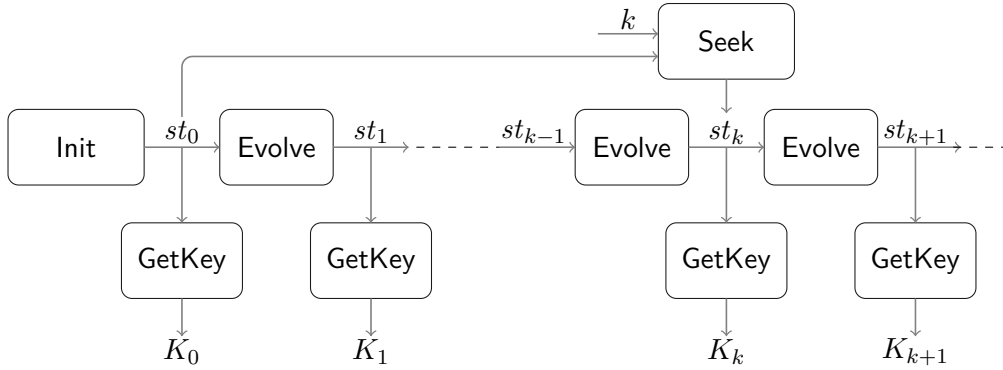 k
Seek
Init
st_0
Evolve
st_1
st_{k-1}
Evolve
st_k
Evolve
st_{k+1}
GetKey
GetKey
GetKey
GetKey
K_0
K_1
K_k
K_{k+1}